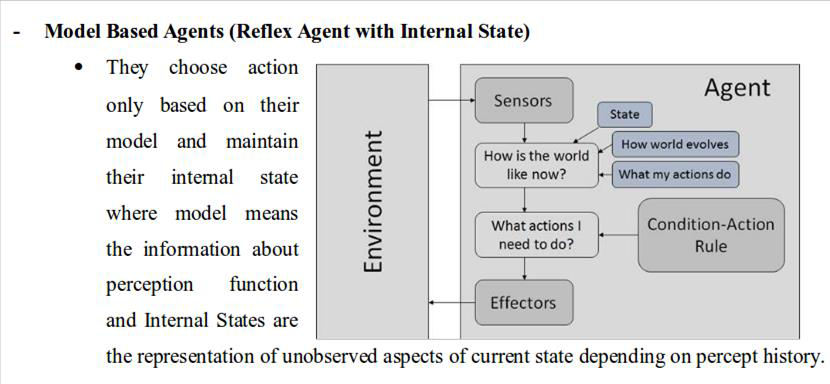 - Model Based Agents (Reflex Agent with Internal State)
• They choose action
only based on their
model and maintain
their internal state
where model means
the information about
perception function
and Internal States are
the representation of unobserved aspects of current state depending on percept history.
Environment
Agent
Sensors
State
How world evolves
How is the world
like now?
What my actions do
What actions I
need to do?
Condition-Action
Rule
Effectors